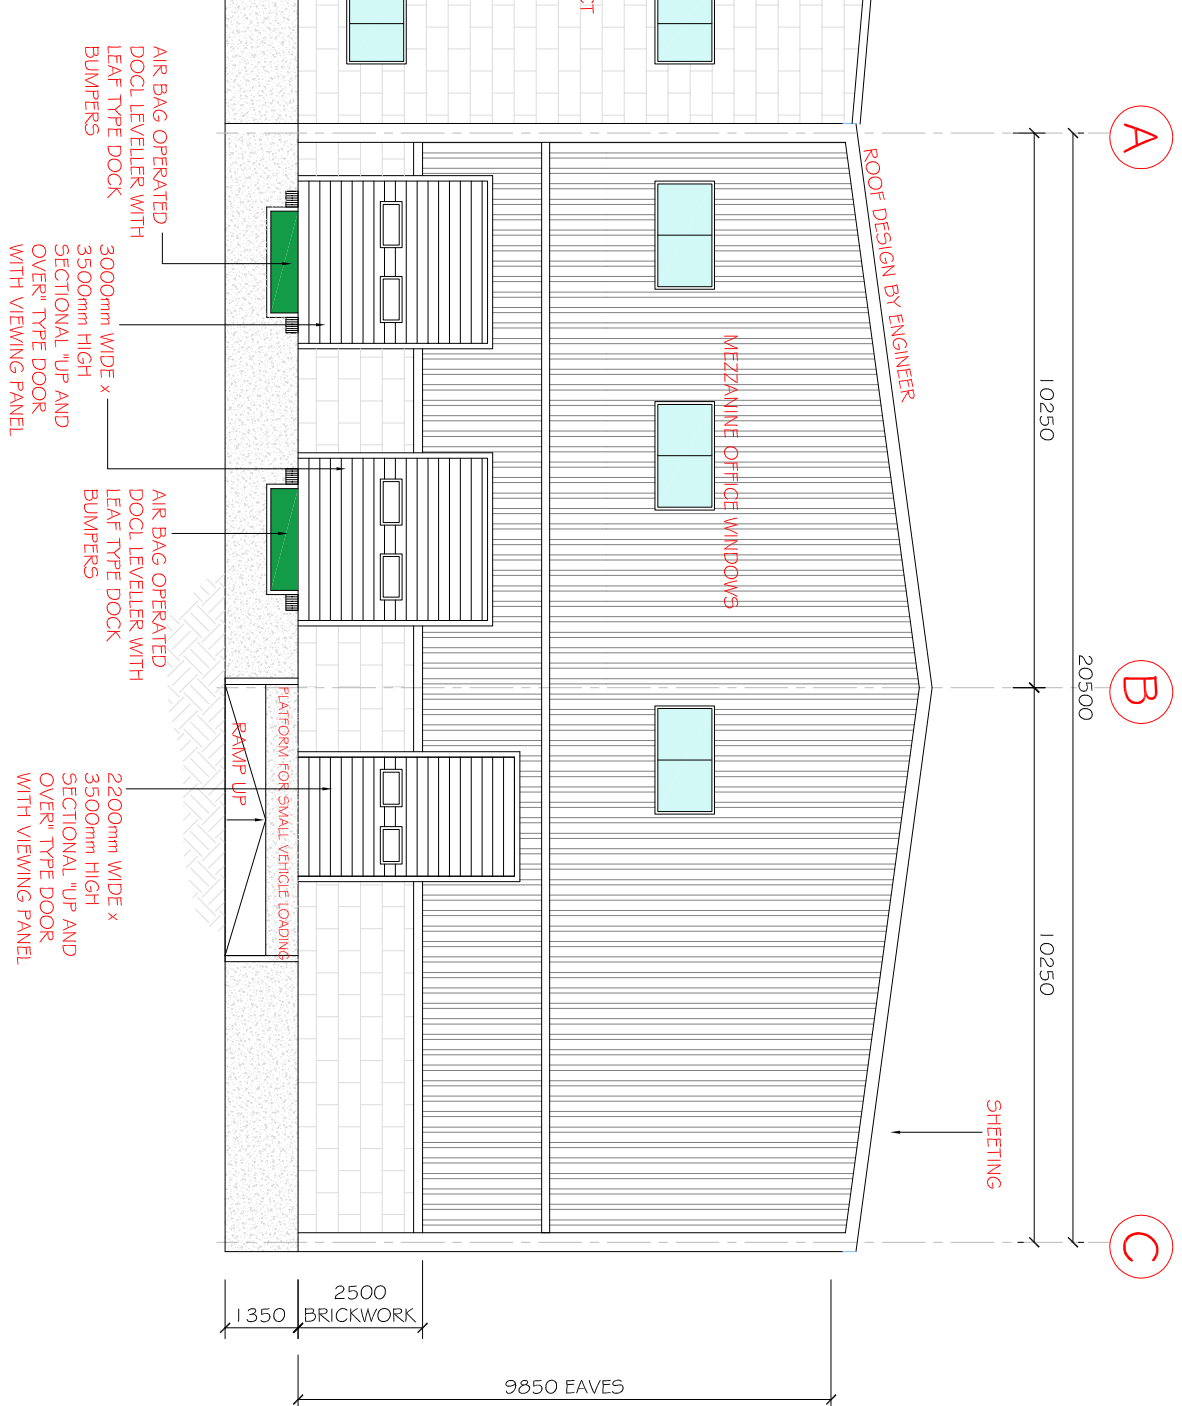 A
B
C
20500
10250
10250
SHEETING
ROOF DESIGN BY ENGINEER
MEZZANINE OFFICE WINDOWS
AIR BAG OPERATED
DOCL LEVELLER WITH
LEAF TYPE DOCK
BUMPERS
3000mm WIDE x
3500mm HIGH
SECTIONAL "UP AND
OVER" TYPE DOOR
WITH VIEWING PANEL
AIR BAG OPERATED
DOCL LEVELLER WITH
LEAF TYPE DOCK
BUMPERS
PLATFORM FOR SMALL VEHICLE LOADING
RAMP UP
2200mm WIDE x
3500mm HIGH
SECTIONAL "UP AND
OVER" TYPE DOOR
WITH VIEWING PANEL
1350
2500
BRICKWORK
9850 EAVES